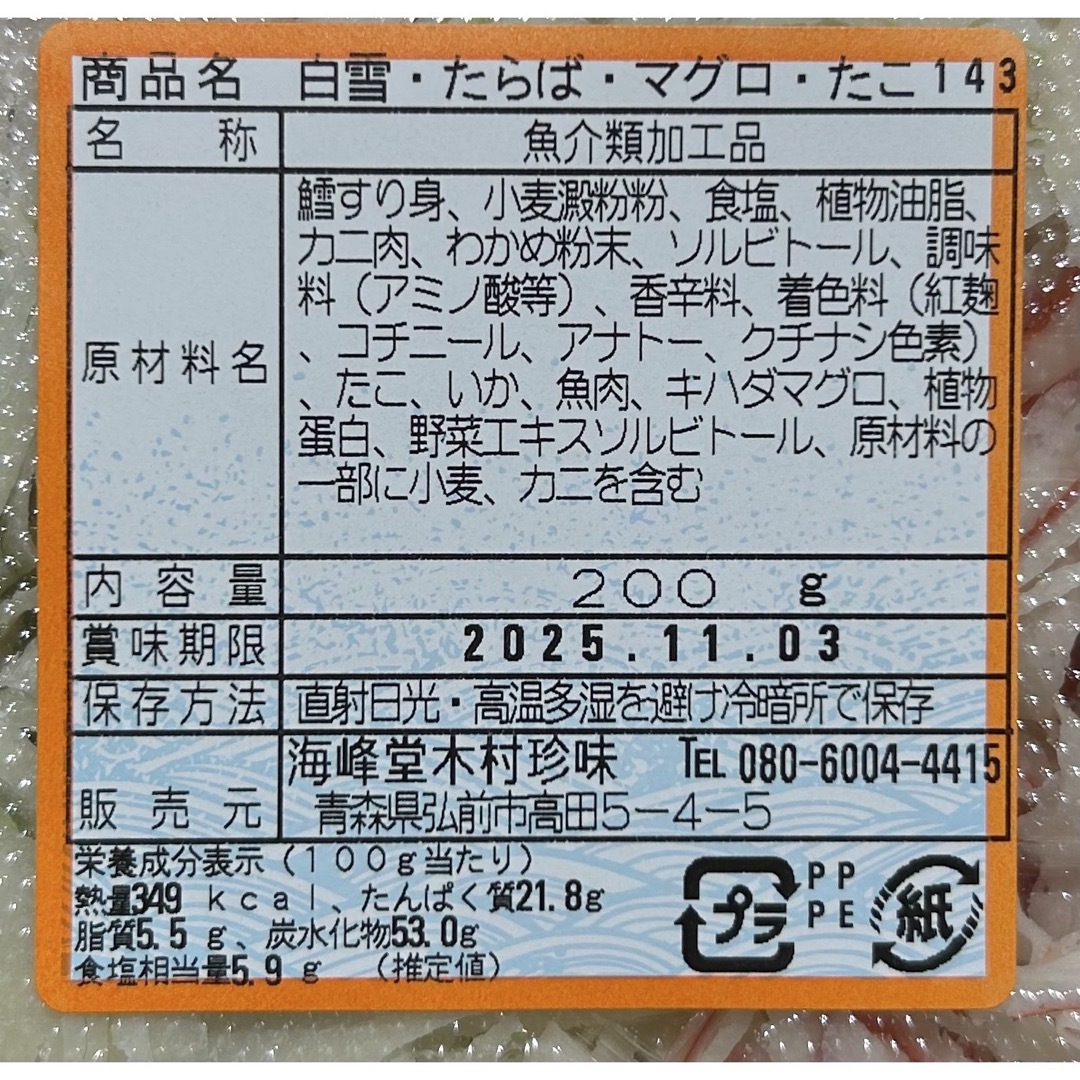 商品名 白雪・たらば・マグロ・たこ143
名称 魚介類加工品
原材料名 鱈すり身、小麦澱粉粉、食塩、植物油脂、
カニ肉、わかめ粉末、ソルビトール、調味
料（アミノ酸等）、香辛料、着色料（紅麹
、コチニール、アナトー、クチナシ色素）
、たこ、いか、魚肉、キハダマグロ、植物
蛋白、野菜エキスソルビトール、原材料の
一部に小麦、カニを含む
内容量 200 g
賞味期限 2025.11.03
保存方法 直射日光・高温多湿を避け冷暗所で保存
販売元 海峰堂木村珍味 TEL 080-6004-4415
青森県弘前市高田5-4-5
栄養成分表示（100g当たり）
熱量349 kcal、たんぱく質21.8g
脂質5.5 g、炭水化物53.0g
食塩相当量5.9 g （推定値）
プラ PP PE 紙